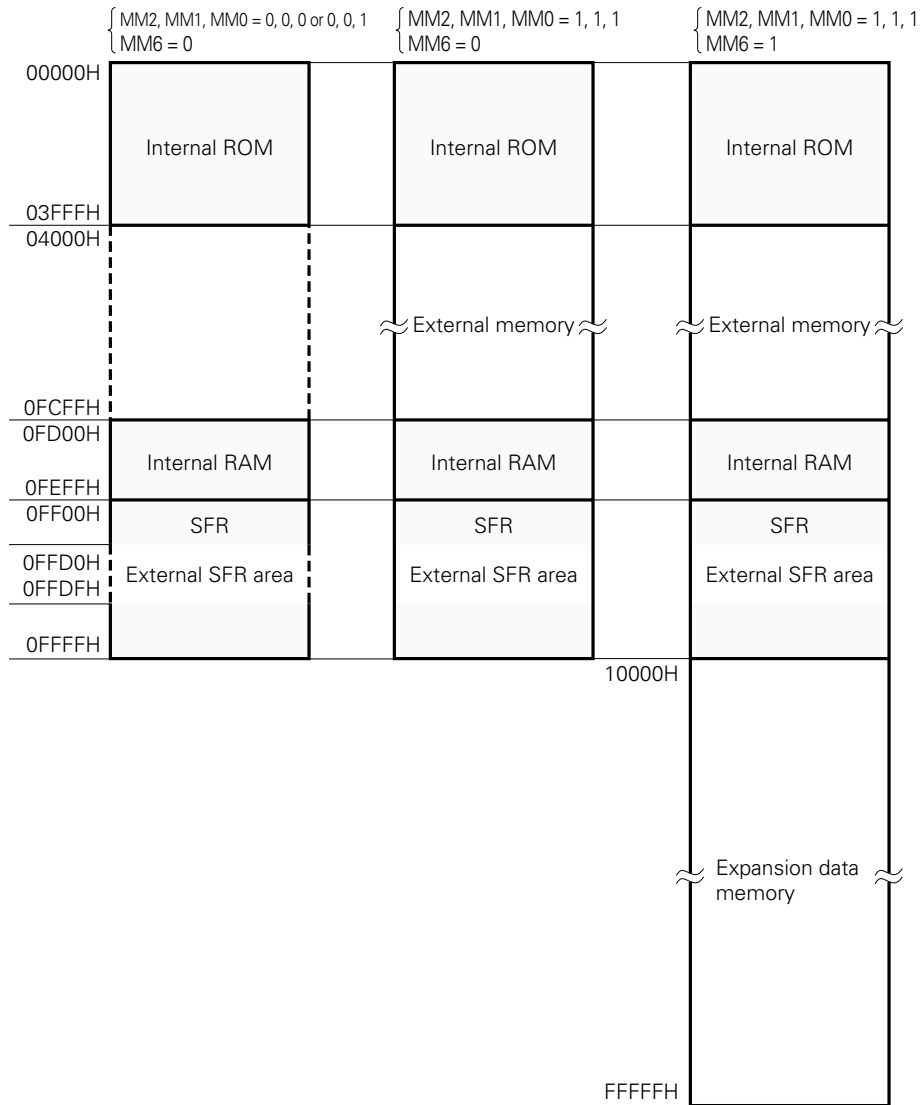 MM2, MM1, MM0 = 0, 0, 0 or 0, 0, 1
MM6 = 0
MM2, MM1, MM0 = 1, 1, 1
MM6 = 0
MM2, MM1, MM0 = 1, 1, 1
MM6 = 1
00000H
Internal ROM
Internal ROM
Internal ROM
03FFFH
04000H
External memory
External memory
0FCFFH
0FD00H
Internal RAM
Internal RAM
Internal RAM
0FEFFH
0FF00H
SFR
SFR
SFR
0FFD0H
External SFR area
External SFR area
External SFR area
0FFDFH
0FFFFH
10000H
Expansion data
memory
FFFFFH